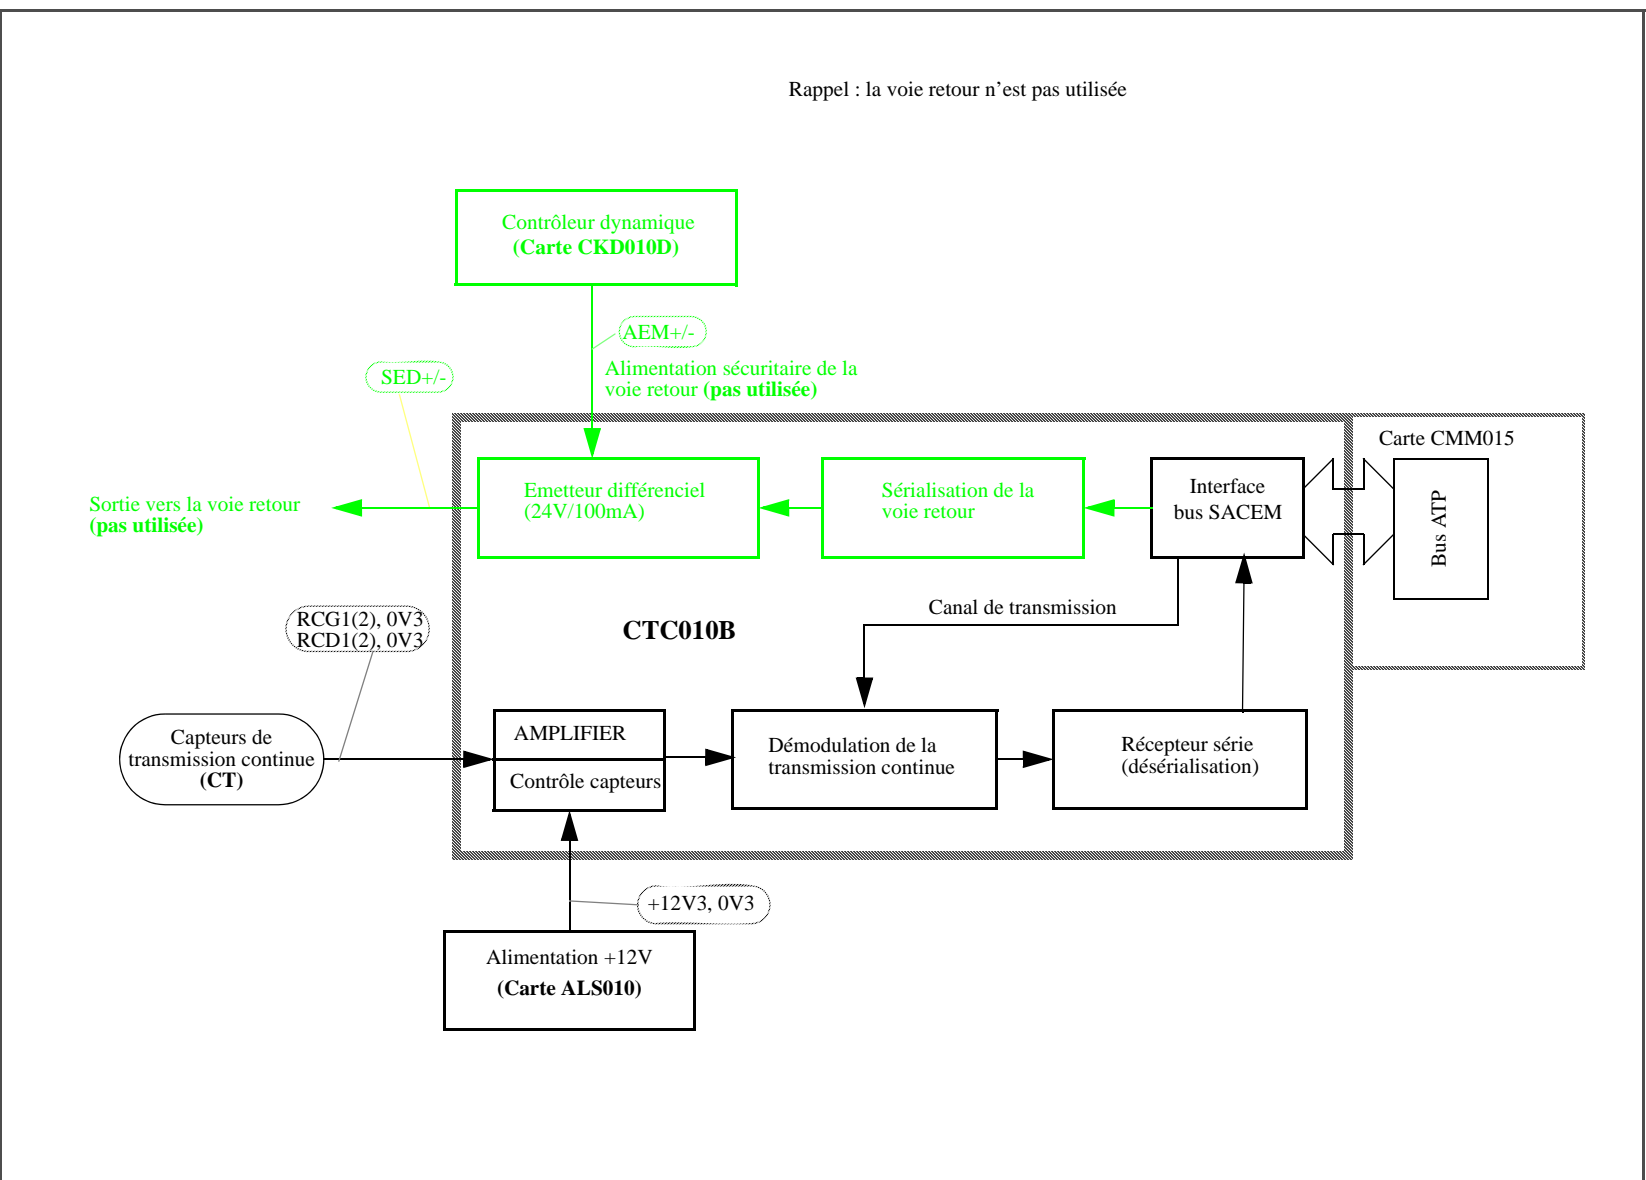 Rappel : la voie retour n’est pas utilisée
Contrôleur dynamique
(Carte CKD010D)
AEM+/-
Alimentation sécuritaire de la
voie retour (pas utilisée)
SED+/-
Carte CMM015
Emetteur différenciel
(24V/100mA)
Sérialisation de la
voie retour
Interface
bus SACEM
Bus ATP
Sortie vers la voie retour
(pas utilisée)
Canal de transmission
CTC010B
RCG1(2), 0V3
RCD1(2), 0V3
Capteurs de
transmission continue
(CT)
AMPLIFIER
Contrôle capteurs
Démodulation de la
transmission continue
Récepteur série
(désérialisation)
+12V3, 0V3
Alimentation +12V
(Carte ALS010)